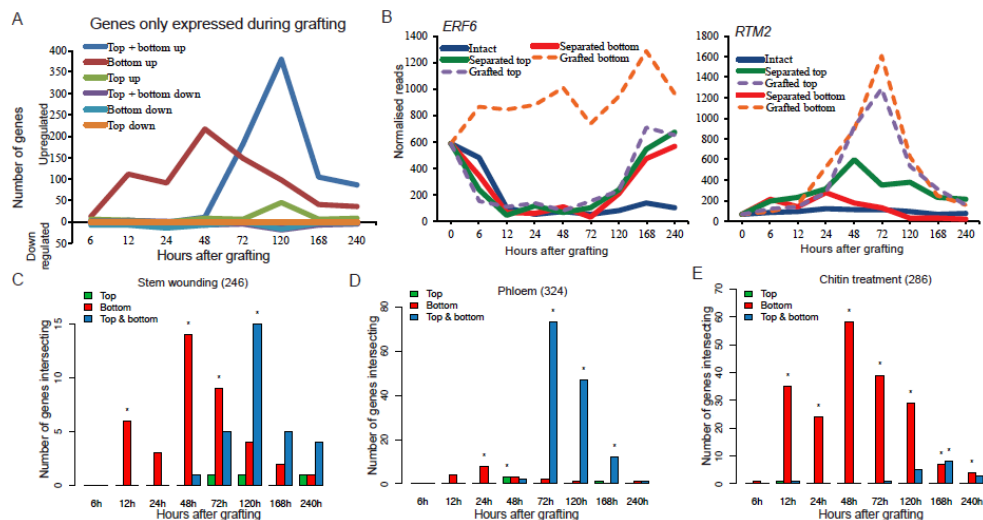 A
Genes only expressed during grafting
Number of genes
Upregulated
Down regulated
400
350
300
250
200
150
100
50
0
50
Top + bottom up
Bottom up
Top up
Top + bottom down
Bottom down
Top down
6 12 24 48 72 120 168 240
Hours after grafting
B
ERF6
Normalised reads
1400
1200
1000
800
600
400
200
0
Intact
Separated top
Grafted top
Separated bottom
Grafted bottom
0 6 12 24 48 72 120 168 240
Hours after grafting
RTM2
1800
1600
1400
1200
1000
800
600
400
200
0
Intact
Separated top
Grafted top
Separated bottom
Grafted bottom
0 6 12 24 48 72 120 168 240
Hours after grafting
C
Stem wounding (246)
Number of genes intersecting
15
10
5
0
Top
Bottom
Top & bottom
* * * *
6h 12h 24h 48h 72h 120h 168h 240h
Hours after grafting
D
Phloem (324)
Number of genes intersecting
80
60
40
20
0
Top
Bottom
Top & bottom
* * * * *
6h 12h 24h 48h 72h 120h 168h 240h
Hours after grafting
E
Chitin treatment (286)
Number of genes intersecting
70
60
50
40
30
20
10
0
Top
Bottom
Top & bottom
* * * * * * * *
6h 12h 24h 48h 72h 120h 168h 240h
Hours after grafting